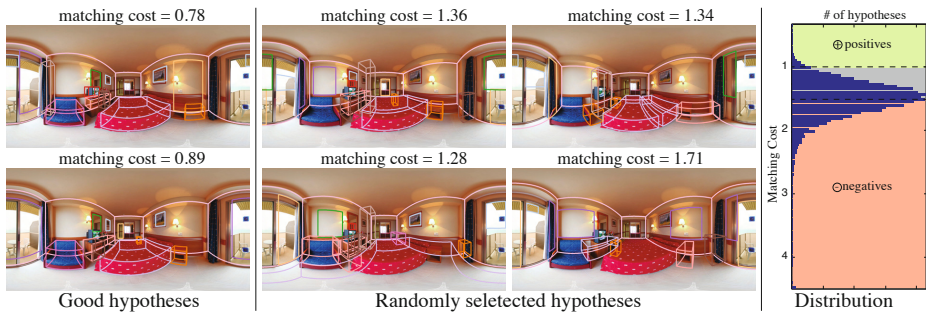 matching cost = 0.78
matching cost = 1.36
matching cost = 1.34
# of hypotheses
⊕positives
1
2
3
4
Matching Cost
⊖negatives
matching cost = 0.89
matching cost = 1.28
matching cost = 1.71
Good hypotheses
Randomly seletected hypotheses
Distribution